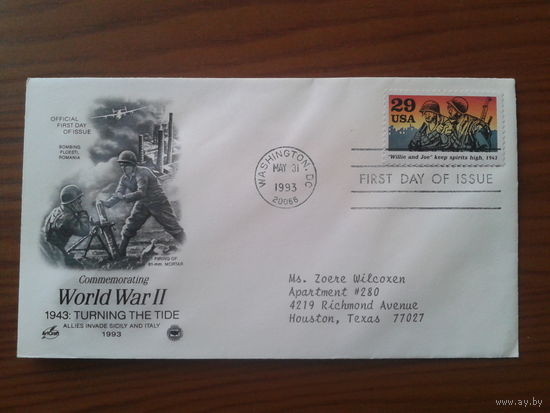 OFFICIAL
FIRST DAY
OF ISSUE
BOMBING
PLOESTI,
ROMANIA
FIRING OF
81-mm. MORTAR
Commemorating
World War II
1943: TURNING THE TIDE
ALLIES INVADE SICILY AND ITALY
1993
ArtCraft
WASHINGTON, DC
MAY 31
1993
20066
29
USA
"Willie and Joe" keep spirits high, 1943
FIRST DAY OF ISSUE
Ms. Zoere Wilcoxen
Apartment #280
4219 Richmond Avenue
Houston, Texas 77027
www.ay.by